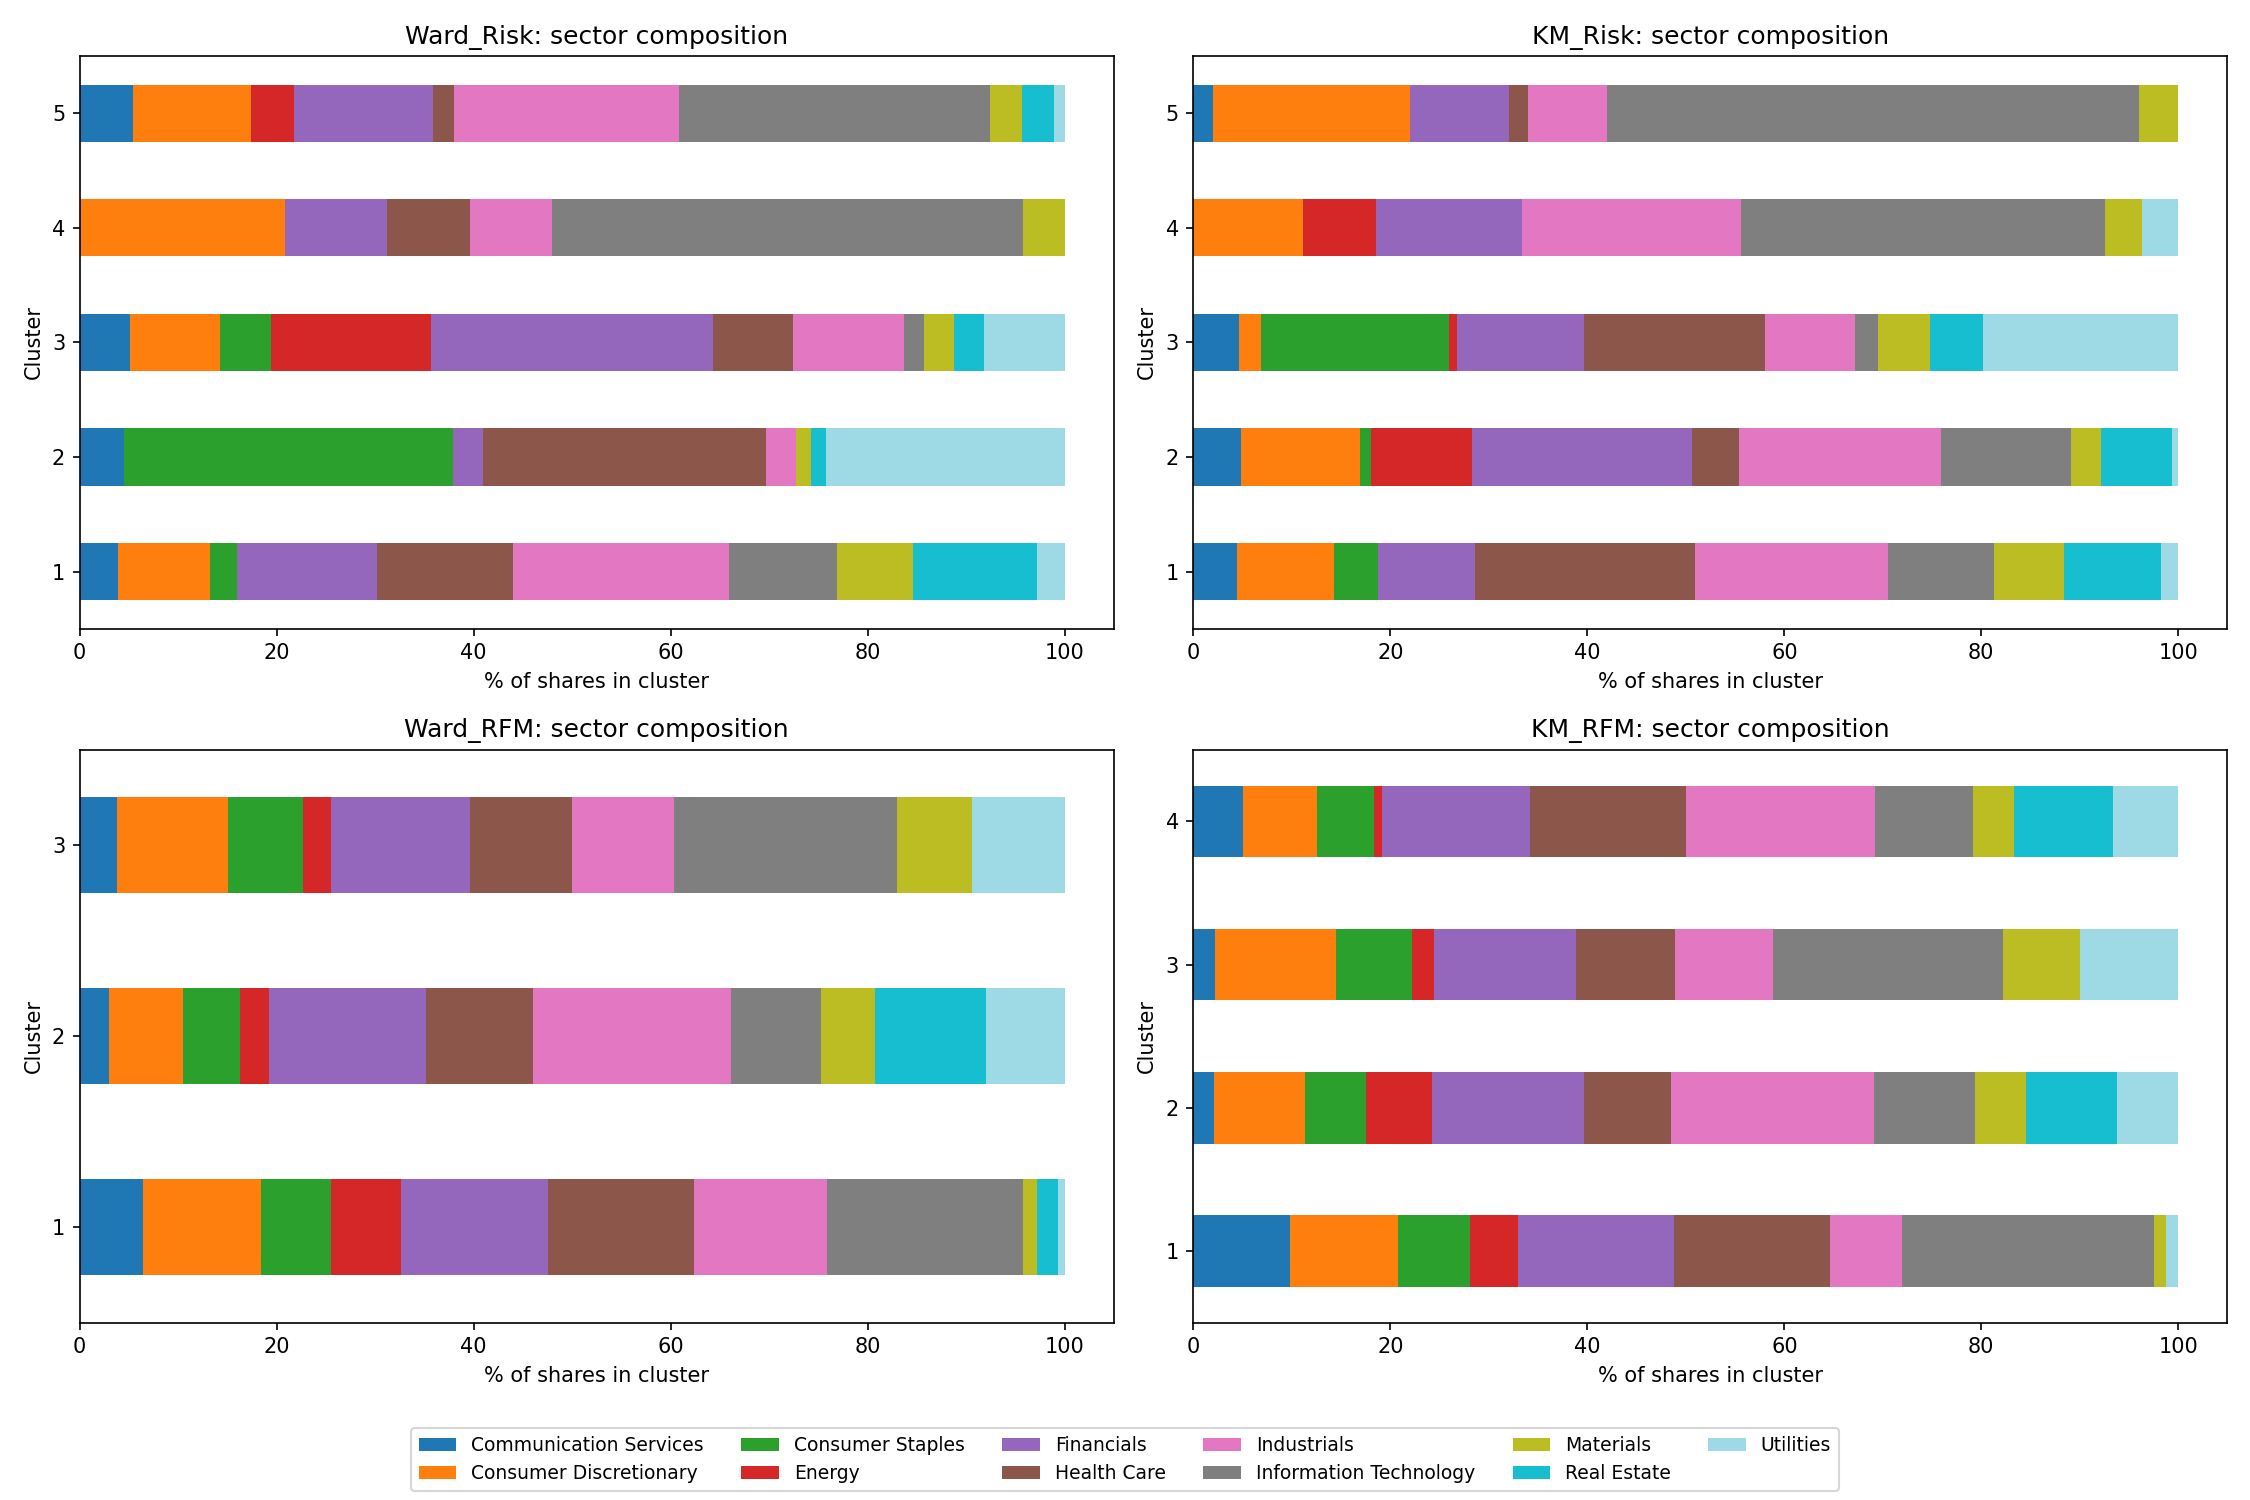 Ward_Risk: sector composition
KM_Risk: sector composition
Cluster
5
4
3
2
1
0 20 40 60 80 100
% of shares in cluster
Cluster
5
4
3
2
1
0 20 40 60 80 100
% of shares in cluster
Ward_RFM: sector composition
KM_RFM: sector composition
Cluster
3
2
1
0 20 40 60 80 100
% of shares in cluster
Cluster
4
3
2
1
0 20 40 60 80 100
% of shares in cluster
Communication Services Consumer Staples Financials Industrials Materials Utilities
Consumer Discretionary Energy Health Care Information Technology Real Estate